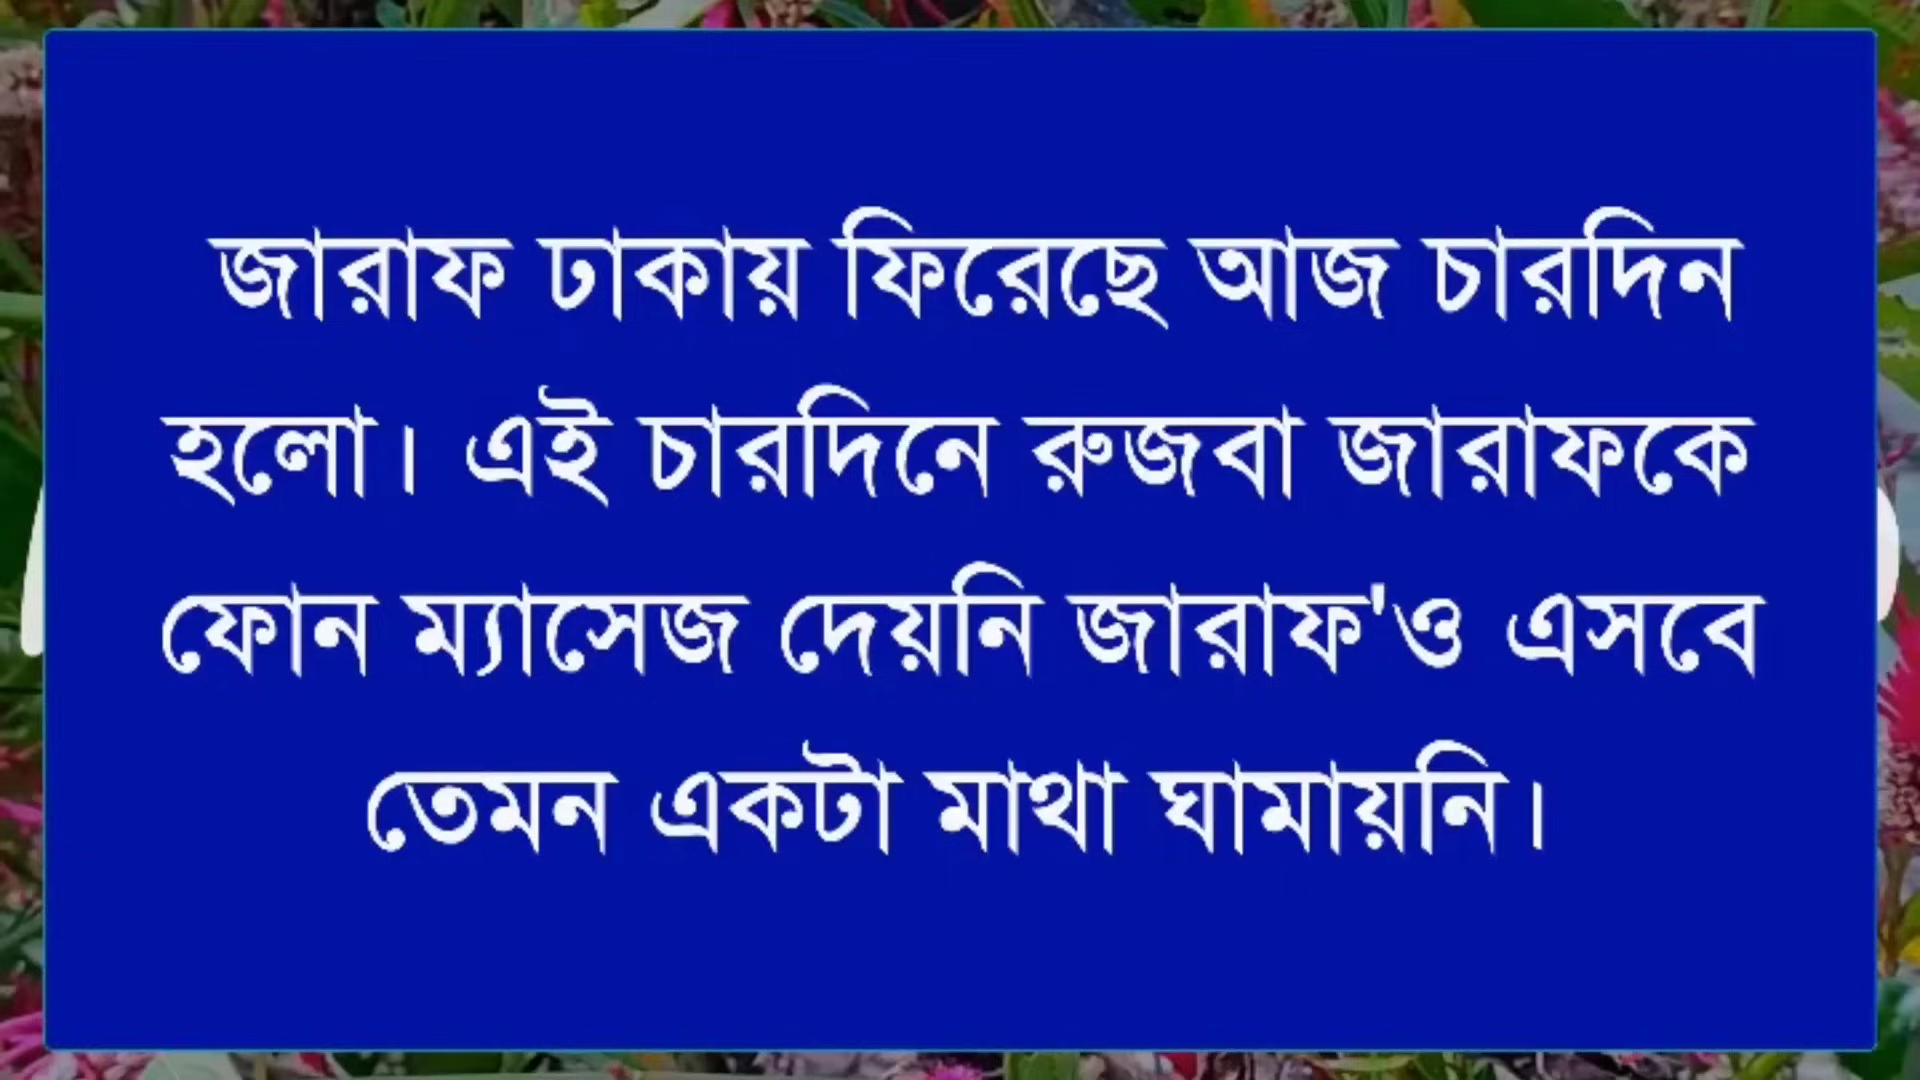 জারাফ ঢাকায় ফিরেছে আজ চারদিন
হলো। এই চারদিনে রুজবা জারাফকে
ফোন ম্যাসেজ দেয়নি জারাফ'ও এসবে
তেমন একটা মাথা ঘামায়নি।